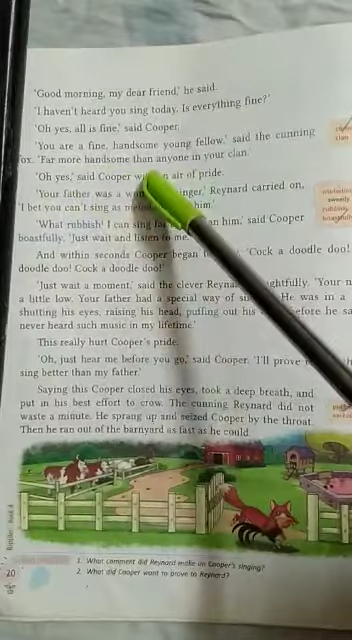 'Good morning, my dear friend,' he said.
'I haven't heard you sing today. Is everything fine?'
'Oh yes, all is fine,' said Cooper.
'You are a fine, handsome young fellow,' said the cunning
fox. 'Far more handsome than anyone in your clan.'
'Oh yes,' said Cooper with an air of pride.
'Your father was a singer,' Reynard carried on,
'I bet you can't sing as him.'
'What rubbish! I can sing far than him,' said Cooper
boastfully. 'Just wait and listen to me.'
And within seconds Cooper began 'Cock a doodle doo!
doodle doo! Cock a doodle doo!'
'Just wait a moment,' said the clever
a little low. Your father had a special way of He was in a
shutting his eyes, raising his head, puffing out his before he
never heard such music in my lifetime.'
This really hurt Cooper's pride.
'Oh, just hear me before you go,' said Cooper. 'I'll prove
sing better than my father.'
Saying this Cooper closed his eyes, took a deep breath, and
put in his best effort to crow. The cunning Reynard did not
waste a minute. He sprang up and seized Cooper by the throat.
Then he ran out of the barnyard as fast as he could.
1. What comment did Reynard make on Cooper's singing?
2. What did Cooper want to prove to Reynard?
20